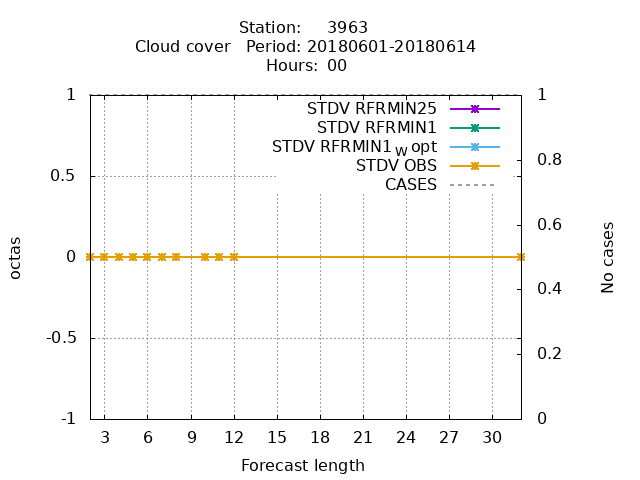 Station: 3963
Cloud cover Period: 20180601-20180614
Hours: 00
1
0.5
0
-0.5
-1
octas
STDV RFRMIN25
STDV RFRMIN1
STDV RFRMIN1wopt
STDV OBS
CASES
1
0.8
0.6
0.4
0.2
0
No cases
3 6 9 12 15 18 21 24 27 30
Forecast length